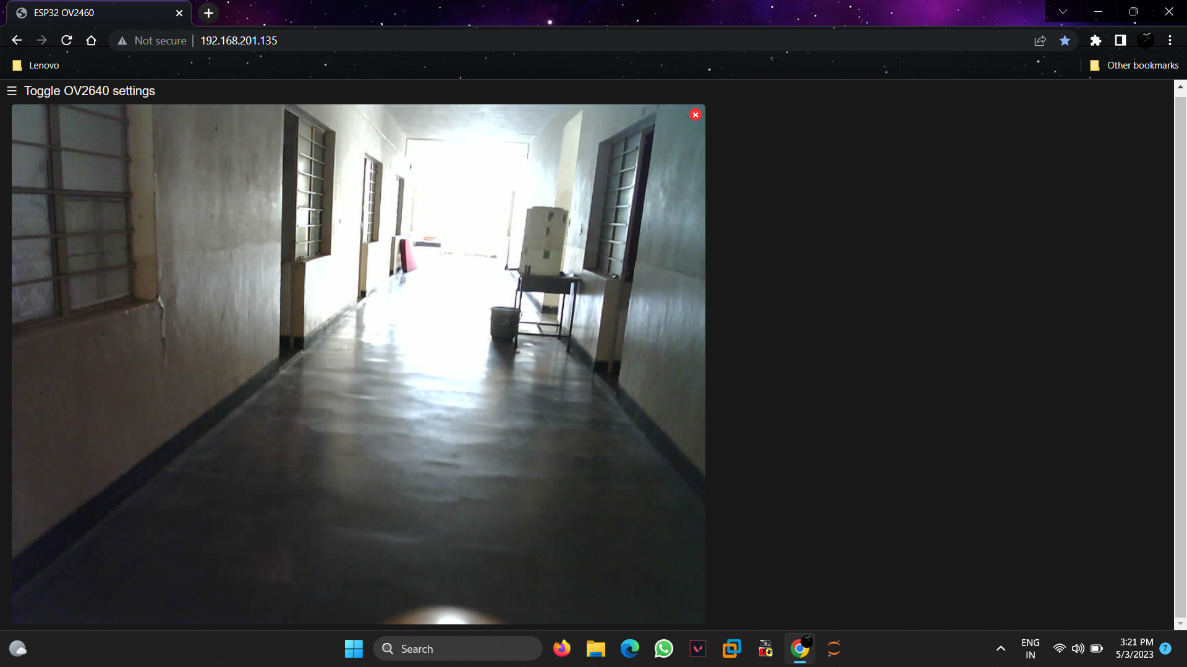 ESP32 OV2460
Not secure | 192.168.201.135
Lenovo
Other bookmarks
Toggle OV2640 settings
Search
ENG
IN
3:21 PM
5/3/2023
7